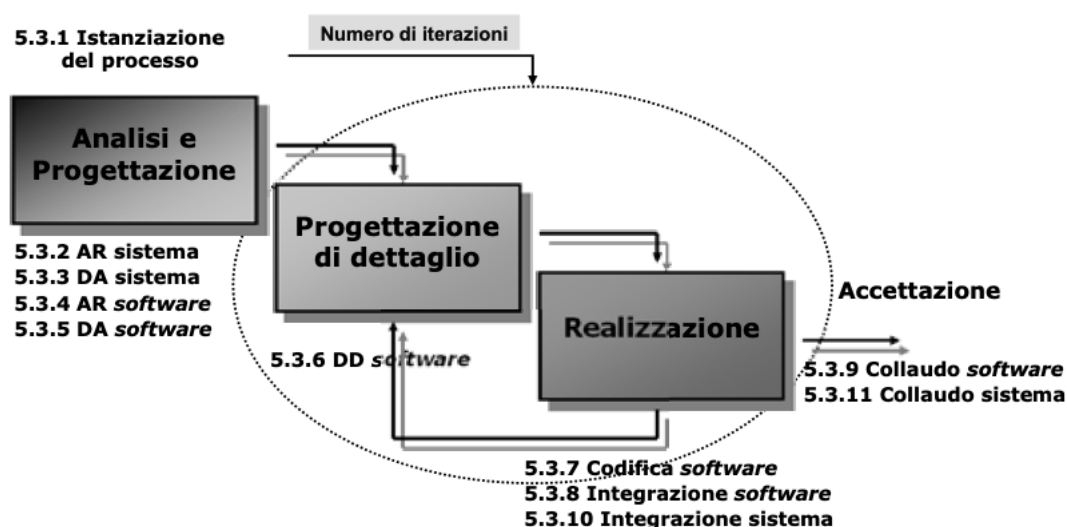 Numero di iterazioni
5.3.1 Istanziazione
del processo
Analisi e
Progettazione
5.3.2 AR sistema
5.3.3 DA sistema
5.3.4 AR software
5.3.5 DA software
Progettazione
di dettaglio
5.3.6 DD software
Realizzazione
5.3.7 Codifica software
5.3.8 Integrazione software
5.3.10 Integrazione sistema
Accettazione
5.3.9 Collaudo software
5.3.11 Collaudo sistema